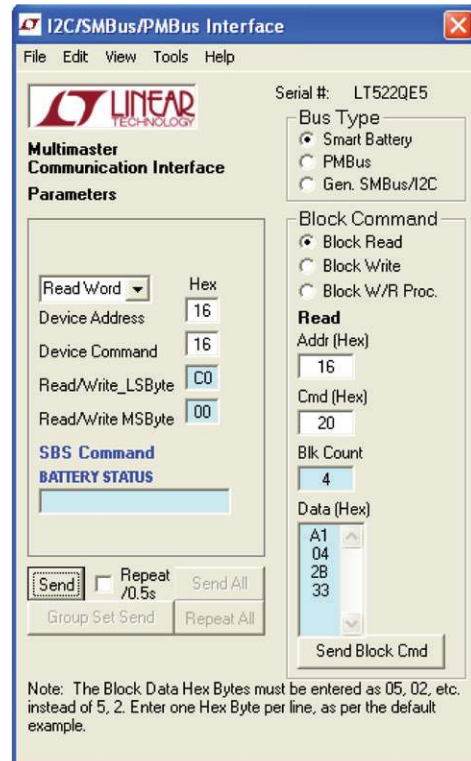 I2C/SMBus/PMBus Interface
File Edit View Tools Help
LINEAR
TECHNOLOGY
Multimaster
Communication Interface
Parameters
Read Word
Hex
Device Address 16
Device Command 16
Read/Write_LSByte C0
Read/Write MSByte 00
SBS Command
BATTERY STATUS
Send
Repeat
/0.5s
Send All
Group Set Send
Repeat All
Serial #: LT522QE5
Bus Type
Smart Battery
PMBus
Gen. SMBus/I2C
Block Command
Block Read
Block Write
Block W/R Proc.
Read
Addr (Hex)
16
Cmd (Hex)
20
Blk Count
4
Data (Hex)
A1
04
2B
33
Send Block Cmd
Note: The Block Data Hex Bytes must be entered as 05, 02, etc.
instead of 5, 2. Enter one Hex Byte per line, as per the default
example.